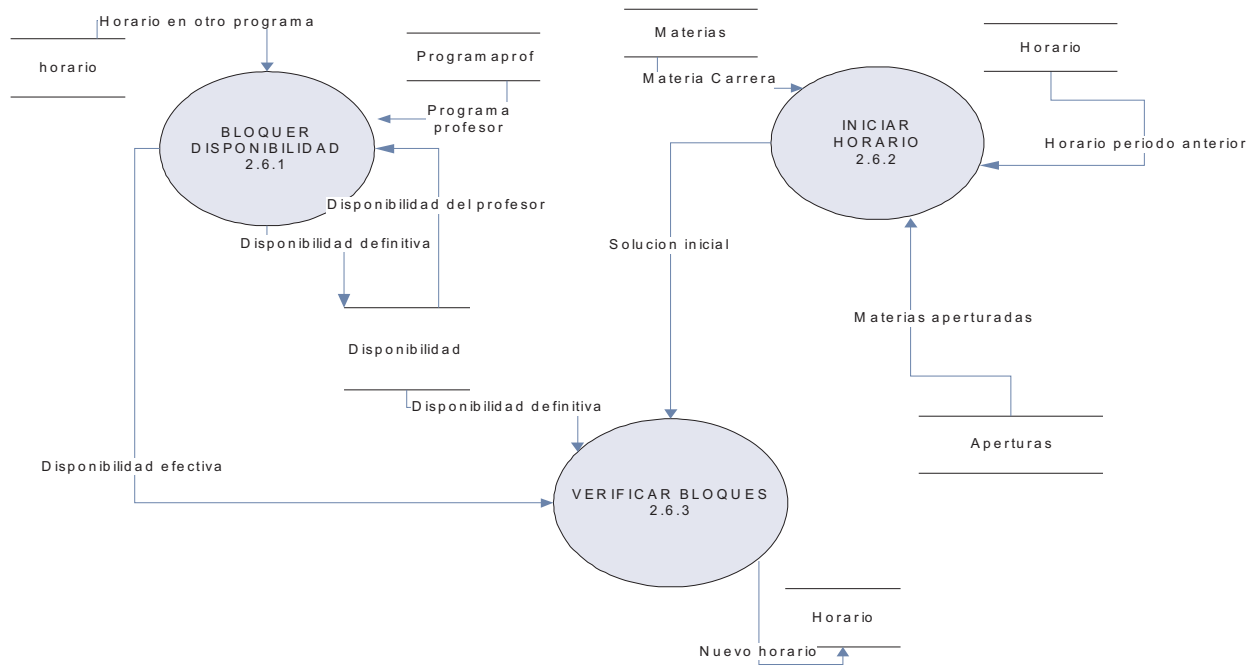 Horario en otro programa
horario
Programaprof
Programa
profesor
BLOQUER
DISPONIBILIDAD
2.6.1
Disponibilidad del profesor
Disponibilidad definitiva
Disponibilidad
Disponibilidad definitiva
Disponibilidad efectiva
Materias
Materia Carrera
Horario
INICIAR
HORARIO
2.6.2
Horario periodo anterior
Solucion inicial
Materias aperturadas
Aperturas
VERIFICAR BLOQUES
2.6.3
Horario
Nuevo horario